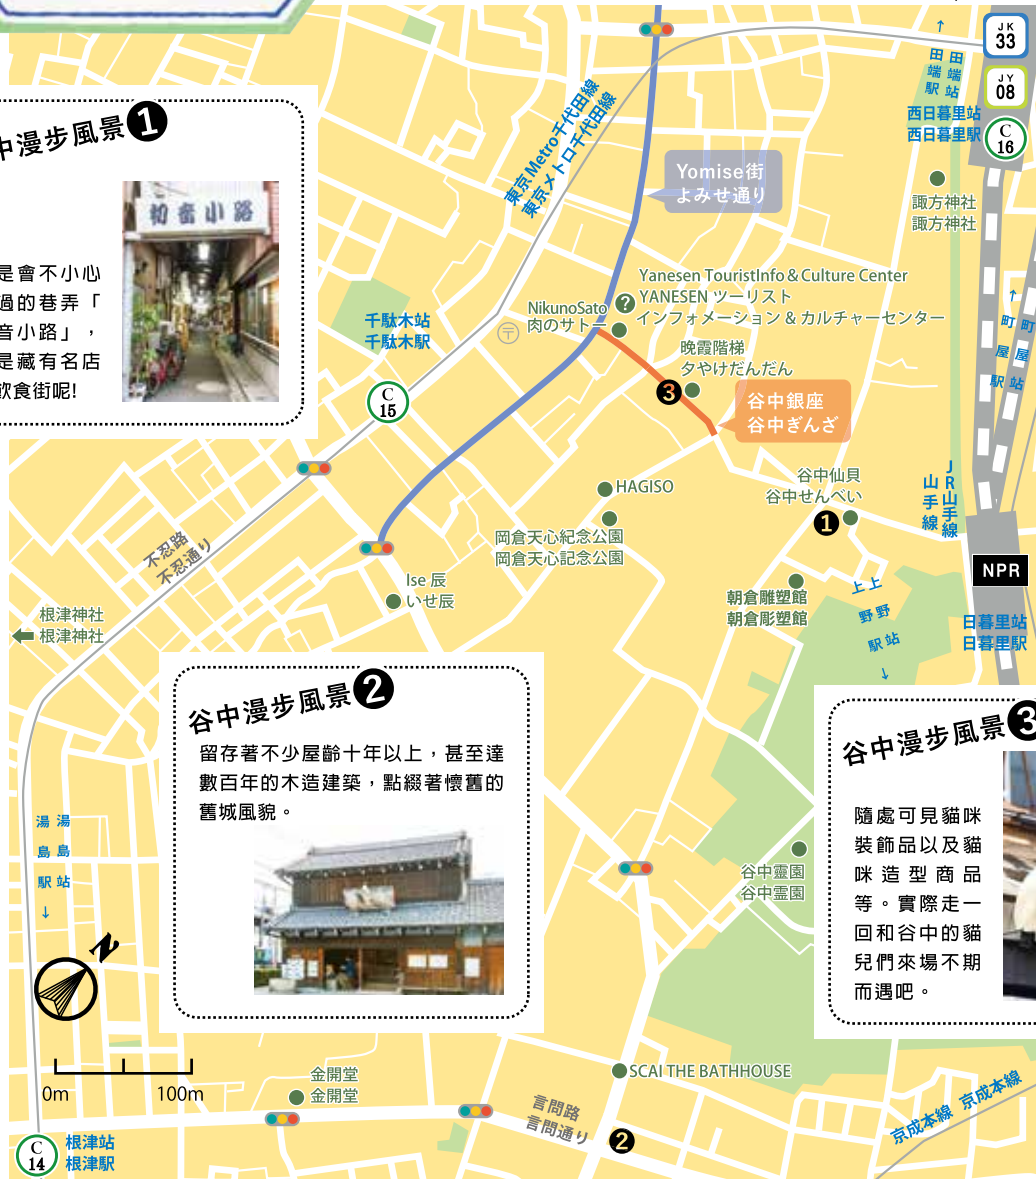 JK
33
JY
08
C
16
西日暮里站
西日暮里駅
↑
田端駅
田端站
東京Metro千代田線
東京メトロ千代田線
Yomise街
よみせ通り
諏方神社
諏方神社
中漫步風景 1
切音小路
是會不小心
過的巷弄「
音小路」,
是藏有名店
飲食街呢!
Yanesen TouristInfo & Culture Center
YANESEN ツーリスト
インフォメーション & カルチャーセンター
?
NikunoSato
肉のサトー
〒
千駄木站
千駄木駅
C
15
晚霞階梯
夕やけだんだん
3
谷中銀座
谷中ぎんざ
↑
町屋駅
町屋站
HAGISO
岡倉天心紀念公園
岡倉天心記念公園
谷中仙貝
谷中せんべい
1
山手線
JR山手線
不忍路
不忍通り
Ise 辰
いせ辰
根津神社
根津神社
朝倉雕塑館
朝倉彫塑館
上野駅
上野站
↓
NPR
日暮里站
日暮里駅
谷中漫步風景 2
留存著不少屋齡十年以上,甚至達
數百年的木造建築,點綴著懷舊的
舊城風貌。
谷中漫步風景 3
隨處可見貓咪
裝飾品以及貓
咪造型商品
等。實際走一
回和谷中的貓
兒們來場不期
而遇吧。
湯島駅
湯島站
↓
谷中靈園
谷中霊園
N
0m
100m
金開堂
金開堂
SCAI THE BATHHOUSE
言問路
言問通り
2
京成本線 京成本線
C
14
根津站
根津駅